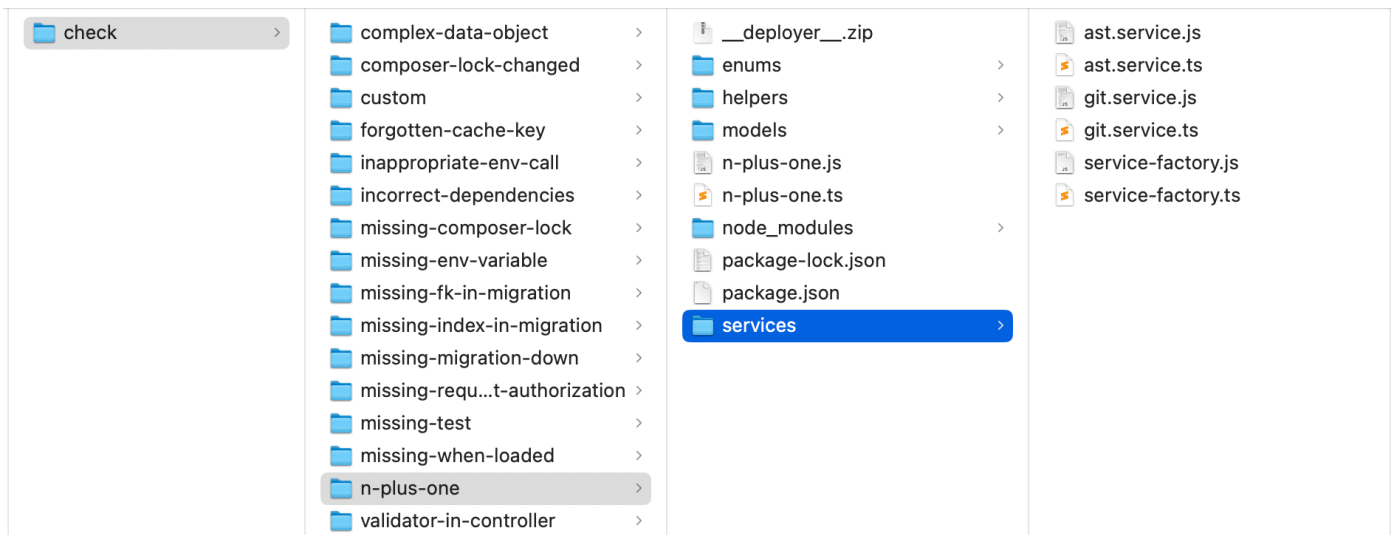 check
complex-data-object
composer-lock-changed
custom
forgotten-cache-key
inappropriate-env-call
incorrect-dependencies
missing-composer-lock
missing-env-variable
missing-fk-in-migration
missing-index-in-migration
missing-migration-down
missing-requ...t-authorization
missing-test
missing-when-loaded
n-plus-one
validator-in-controller
__deployer__.zip
enums
helpers
models
n-plus-one.js
n-plus-one.ts
node_modules
package-lock.json
package.json
services
ast.service.js
ast.service.ts
git.service.js
git.service.ts
service-factory.js
service-factory.ts